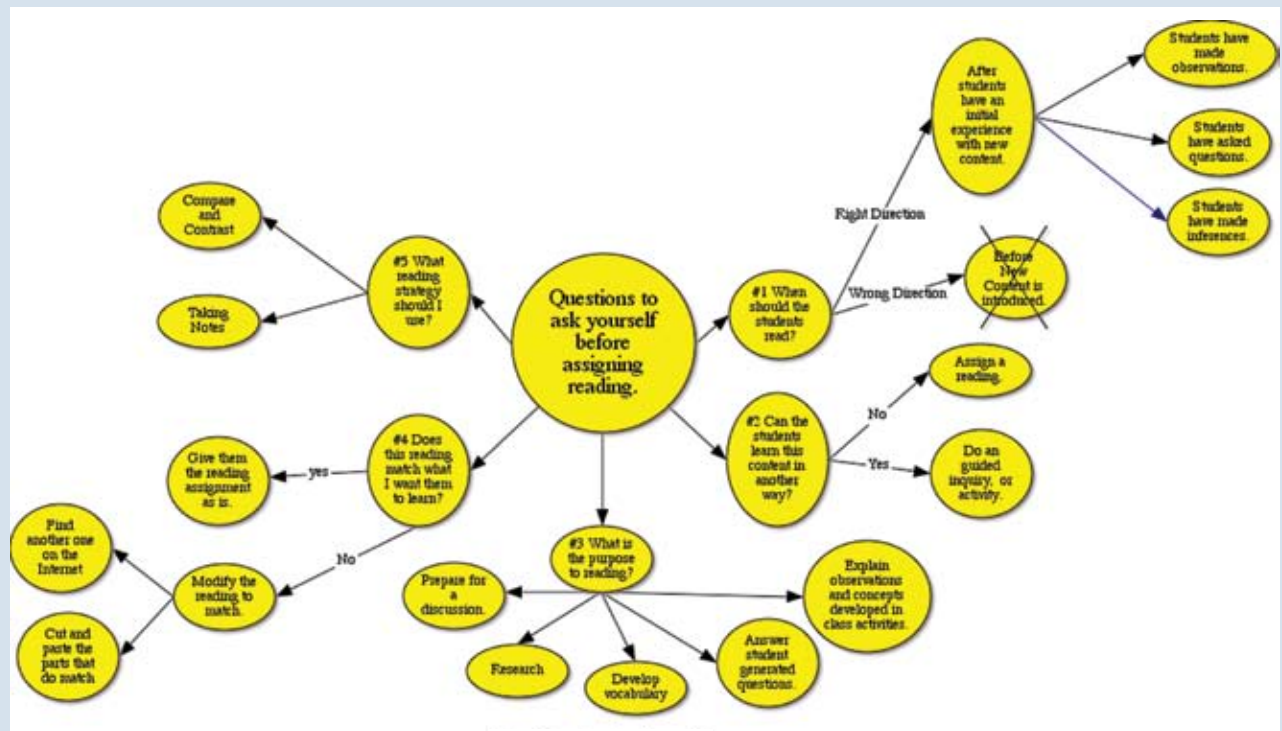 Questions to
ask yourself
before
assigning
reading.
#1 When
should the
students
read?
Right Direction
After
students
have an
initial
experience
with new
content.
Students have
made
observations.
Students
have asked
questions.
Students
have made
inferences.
Wrong Direction
Before
New
Content is
introduced.
#2 Can the
students
learn this
content in
another
way?
No
Assign a
reading.
Yes
Do an
guided
inquiry, or
activity.
#3 What is
the purpose
to reading?
Prepare for
a
discussion.
Research
Develop
vocabulary
Answer
student
generated
questions.
Explain
observations
and concepts
developed in
class activities.
#4 Does
this reading
match what
I want them
to learn?
yes
Give them
the reading
assignment
as is.
No
Modify the
reading to
match.
Find
another one
on the
Internet
Cut and
paste the
parts that
do match
#5 What
reading
strategy
should I
use?
Compare
and
Contrast
Taking
Notes